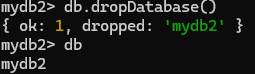 mydb2> db.dropDatabase()
{ ok: 1, dropped: 'mydb2' }
mydb2> db
mydb2